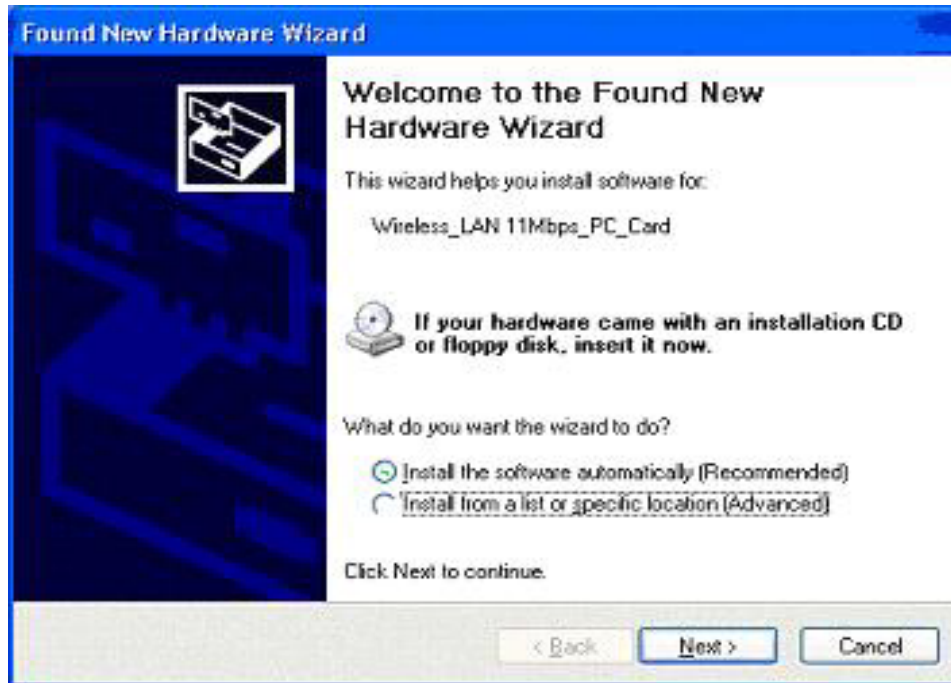 Found New Hardware Wizard
Welcome to the Found New
Hardware Wizard
This wizard helps you install software for:
Wireless_LAN 11Mbps_PC_Card
If your hardware came with an installation CD
or floppy disk, insert it now.
What do you want the wizard to do?
Install the software automatically (Recommended)
Install from a list or specific location (Advanced)
Click Next to continue.
< Back
Next >
Cancel